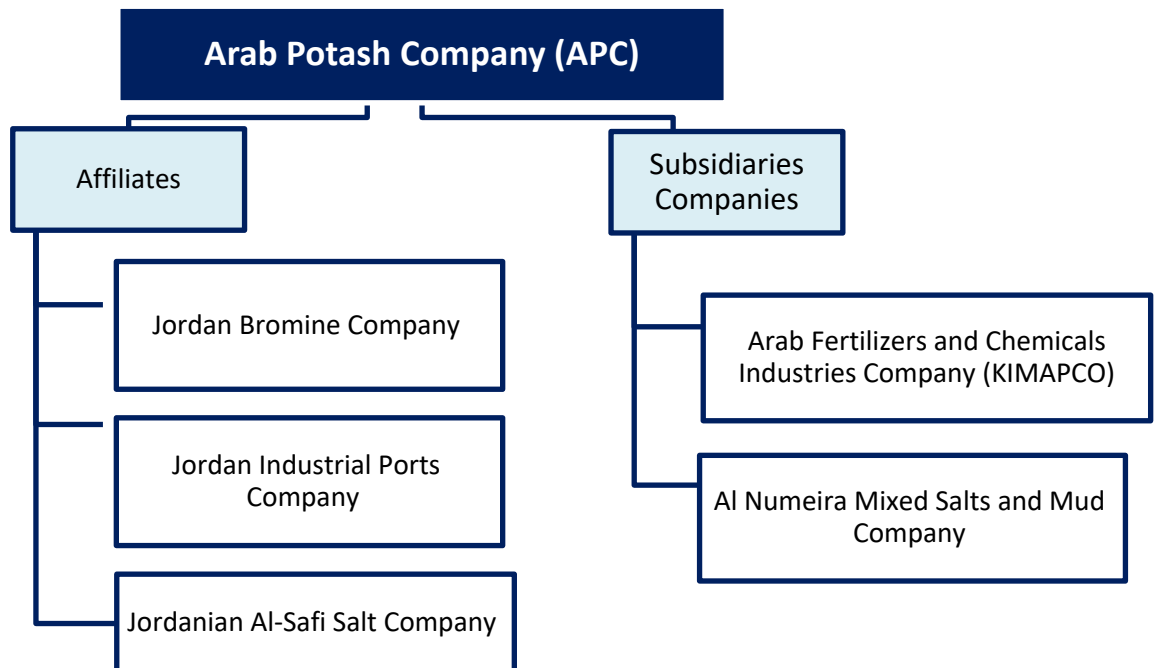 Arab Potash Company (APC)
Affiliates
Subsidiaries
Companies
Jordan Bromine Company
Arab Fertilizers and Chemicals
Industries Company (KIMAPCO)
Jordan Industrial Ports
Company
Al Numeira Mixed Salts and Mud
Company
Jordanian Al-Safi Salt Company